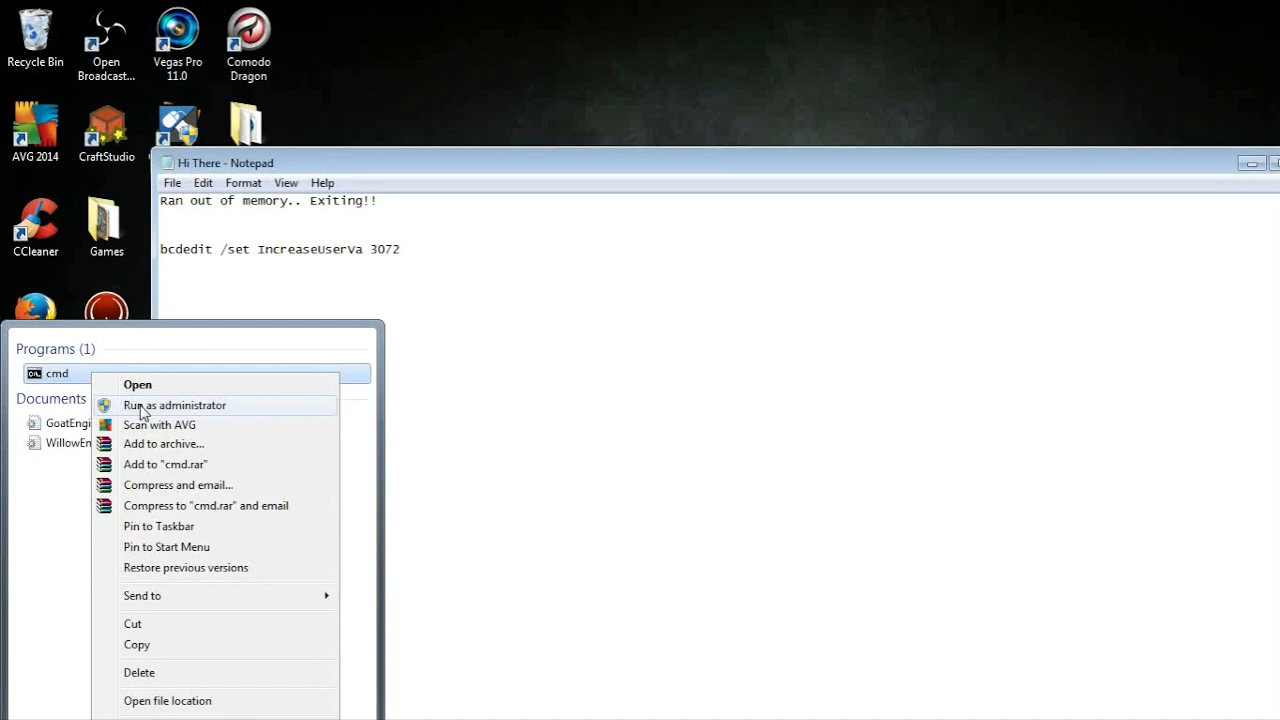 Recycle Bin
Open
Broadcast...
Vegas Pro
11.0
Comodo
Dragon
AVG 2014
CraftStudio
CCleaner
Games
Hi There - Notepad
File Edit Format View Help
Ran out of memory.. Exiting!!
bcdedit /set IncreaseUserVa 3072
Programs (1)
cmd
Documents
GoatEngi
WillowEn
Open
Run as administrator
Scan with AVG
Add to archive...
Add to "cmd.rar"
Compress and email...
Compress to "cmd.rar" and email
Pin to Taskbar
Pin to Start Menu
Restore previous versions
Send to
Cut
Copy
Delete
Open file location